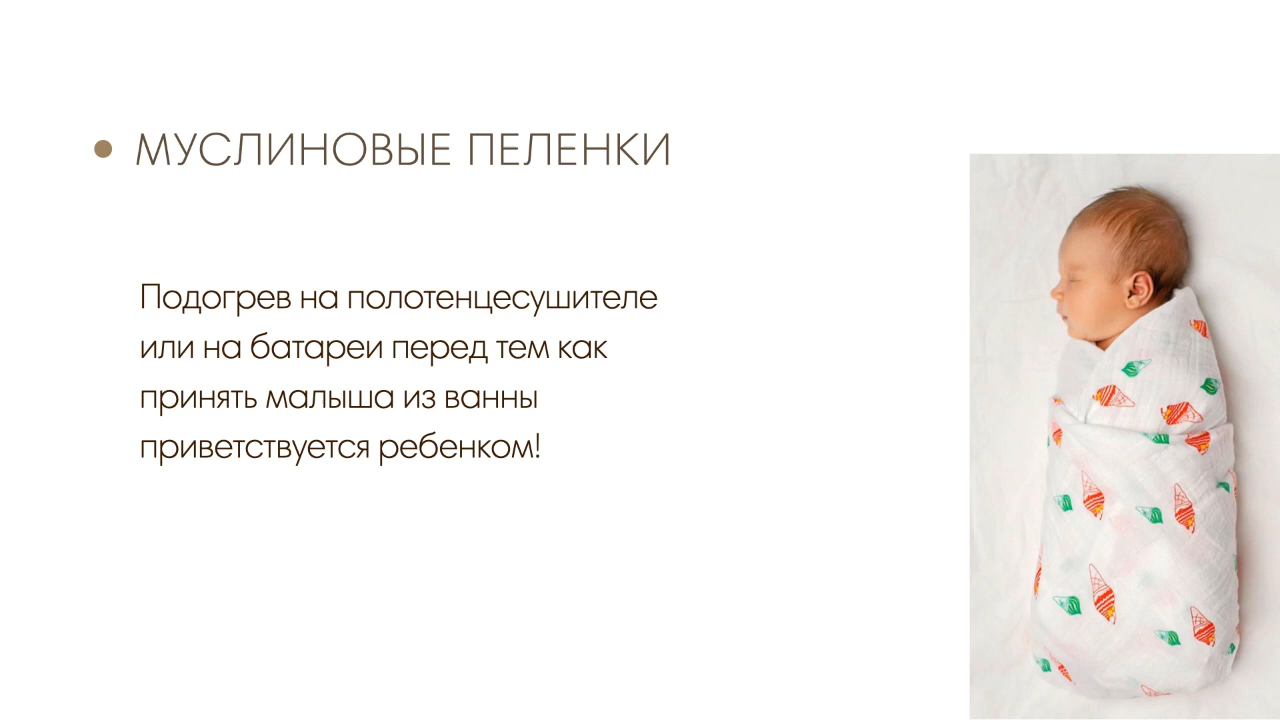 МУСЛИНОВЫЕ ПЕЛЕНКИ
Подогрев на полотенцесушителе
или на батареи перед тем как
принять малыша из ванны
приветствуется ребенком!